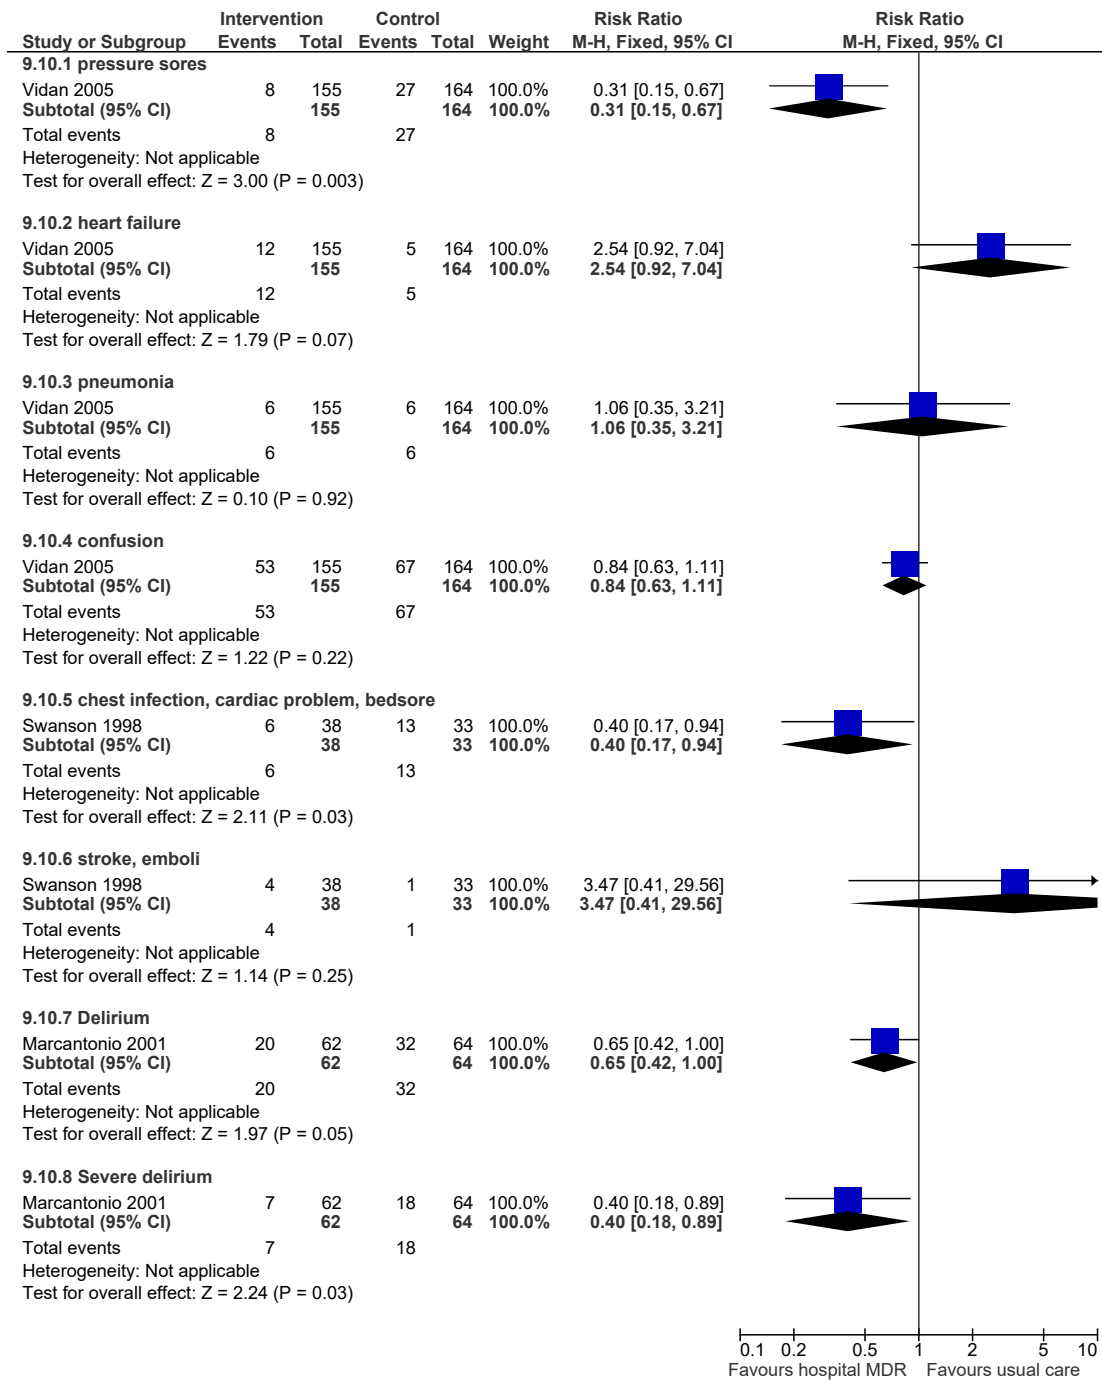 Intervention Control Risk Ratio Risk Ratio
Study or Subgroup Events Total Events Total Weight M-H, Fixed, 95% CI M-H, Fixed, 95% CI
9.10.1 pressure sores
Vidan 2005 8 155 27 164 100.0% 0.31 [0.15, 0.67]
Subtotal (95% CI) 155 164 100.0% 0.31 [0.15, 0.67]
Total events 8 27
Heterogeneity: Not applicable
Test for overall effect: Z = 3.00 (P = 0.003)
9.10.2 heart failure
Vidan 2005 12 155 5 164 100.0% 2.54 [0.92, 7.04]
Subtotal (95% CI) 155 164 100.0% 2.54 [0.92, 7.04]
Total events 12 5
Heterogeneity: Not applicable
Test for overall effect: Z = 1.79 (P = 0.07)
9.10.3 pneumonia
Vidan 2005 6 155 6 164 100.0% 1.06 [0.35, 3.21]
Subtotal (95% CI) 155 164 100.0% 1.06 [0.35, 3.21]
Total events 6 6
Heterogeneity: Not applicable
Test for overall effect: Z = 0.10 (P = 0.92)
9.10.4 confusion
Vidan 2005 53 155 67 164 100.0% 0.84 [0.63, 1.11]
Subtotal (95% CI) 155 164 100.0% 0.84 [0.63, 1.11]
Total events 53 67
Heterogeneity: Not applicable
Test for overall effect: Z = 1.22 (P = 0.22)
9.10.5 chest infection, cardiac problem, bedsore
Swanson 1998 6 38 13 33 100.0% 0.40 [0.17, 0.94]
Subtotal (95% CI) 38 33 100.0% 0.40 [0.17, 0.94]
Total events 6 13
Heterogeneity: Not applicable
Test for overall effect: Z = 2.11 (P = 0.03)
9.10.6 stroke, emboli
Swanson 1998 4 38 1 33 100.0% 3.47 [0.41, 29.56]
Subtotal (95% CI) 38 33 100.0% 3.47 [0.41, 29.56]
Total events 4 1
Heterogeneity: Not applicable
Test for overall effect: Z = 1.14 (P = 0.25)
9.10.7 Delirium
Marcantonio 2001 20 62 32 64 100.0% 0.65 [0.42, 1.00]
Subtotal (95% CI) 62 64 100.0% 0.65 [0.42, 1.00]
Total events 20 32
Heterogeneity: Not applicable
Test for overall effect: Z = 1.97 (P = 0.05)
9.10.8 Severe delirium
Marcantonio 2001 7 62 18 64 100.0% 0.40 [0.18, 0.89]
Subtotal (95% CI) 62 64 100.0% 0.40 [0.18, 0.89]
Total events 7 18
Heterogeneity: Not applicable
Test for overall effect: Z = 2.24 (P = 0.03)
0.1 0.2 0.5 1 2 5 10
Favours hospital MDR Favours usual care